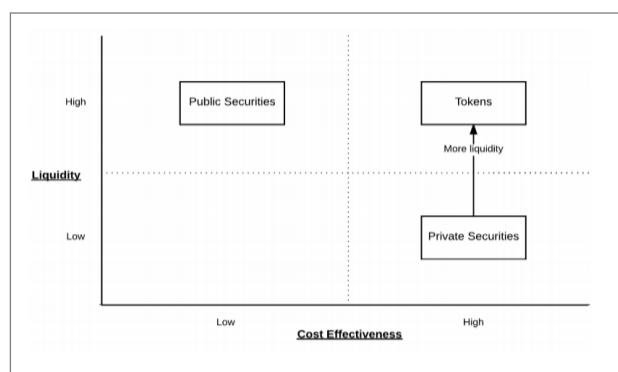 High
Public Securities
Tokens
More liquidity
Liquidity
Low
Private Securities
Low
High
Cost Effectiveness